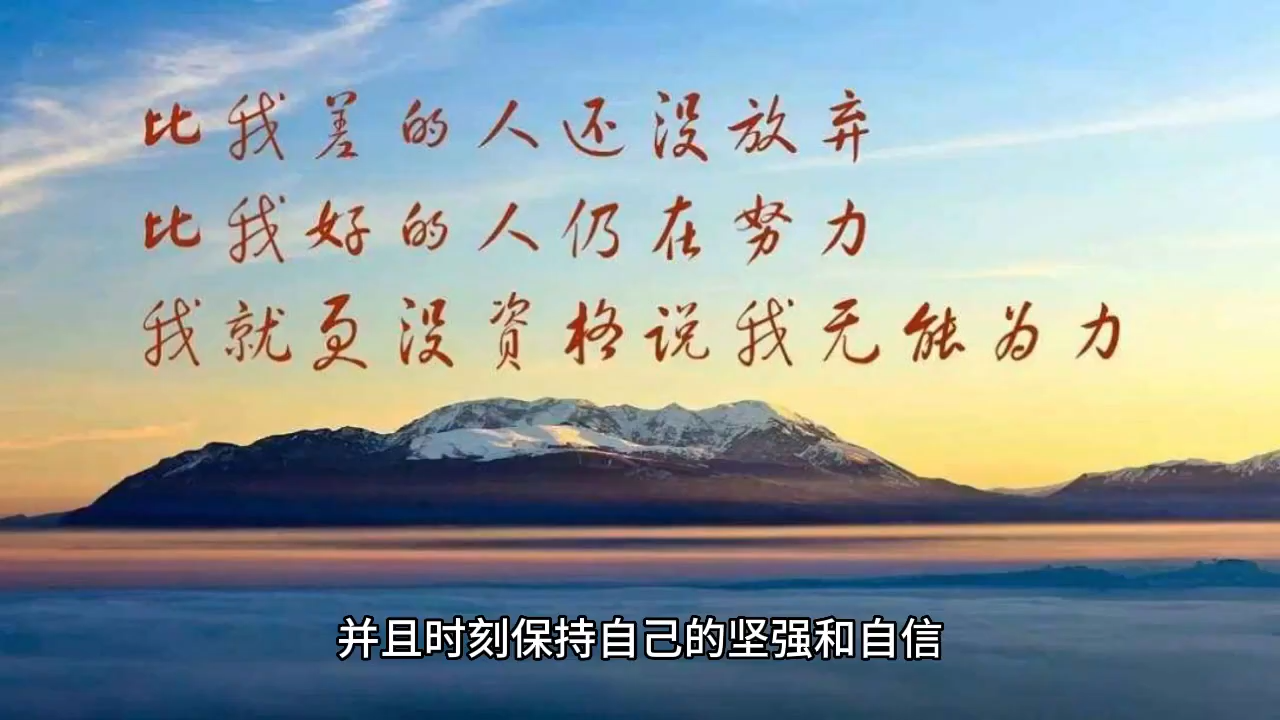 比我差的人还没放弃
比我好的人仍在努力
我就更没資格说我无能为力
并且时刻保持自己的坚强和自信